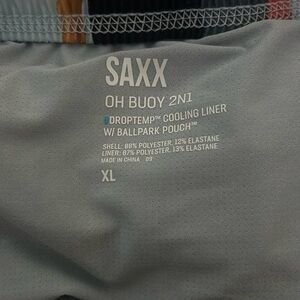 SAXX
OH BUOY 2N1
DROPTEMP™ COOLING LINER
W/ BALLPARK POUCH™
SHELL: 88% POLYESTER, 12% ELASTANE
LINER: 87% POLYESTER, 13% ELASTANE
MADE IN CHINA 09
XL